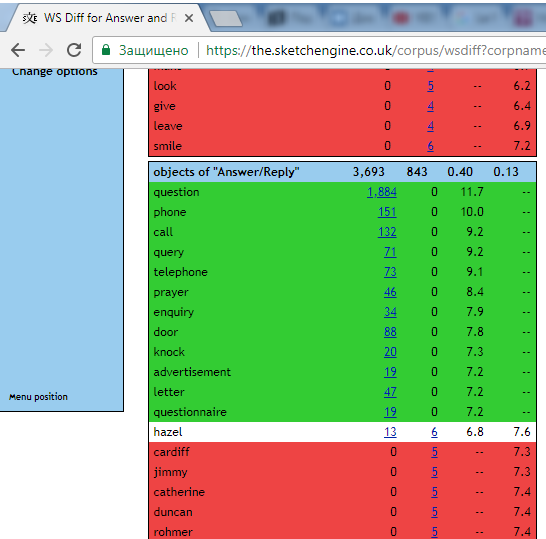 WS Diff for Answer and R
Защищено https://the.sketchengine.co.uk/corpus/wsdiff?corpname
Change options
look 0 5 -- 6.2
give 0 4 -- 6.4
leave 0 4 -- 6.9
smile 0 6 -- 7.2
objects of "Answer/Reply" 3,693 843 0.40 0.13
question 1,884 0 11.7 --
phone 151 0 10.0 --
call 132 0 9.2 --
query 71 0 9.2 --
telephone 73 0 9.1 --
prayer 46 0 8.4 --
enquiry 34 0 7.9 --
door 88 0 7.8 --
knock 20 0 7.3 --
advertisement 19 0 7.2 --
letter 47 0 7.2 --
Menu position
questionnaire 19 0 7.2 --
hazel 13 6 6.8 7.6
cardiff 0 5 -- 7.3
jimmy 0 5 -- 7.3
catherine 0 5 -- 7.4
duncan 0 5 -- 7.4
rohmer 0 5 -- 7.4